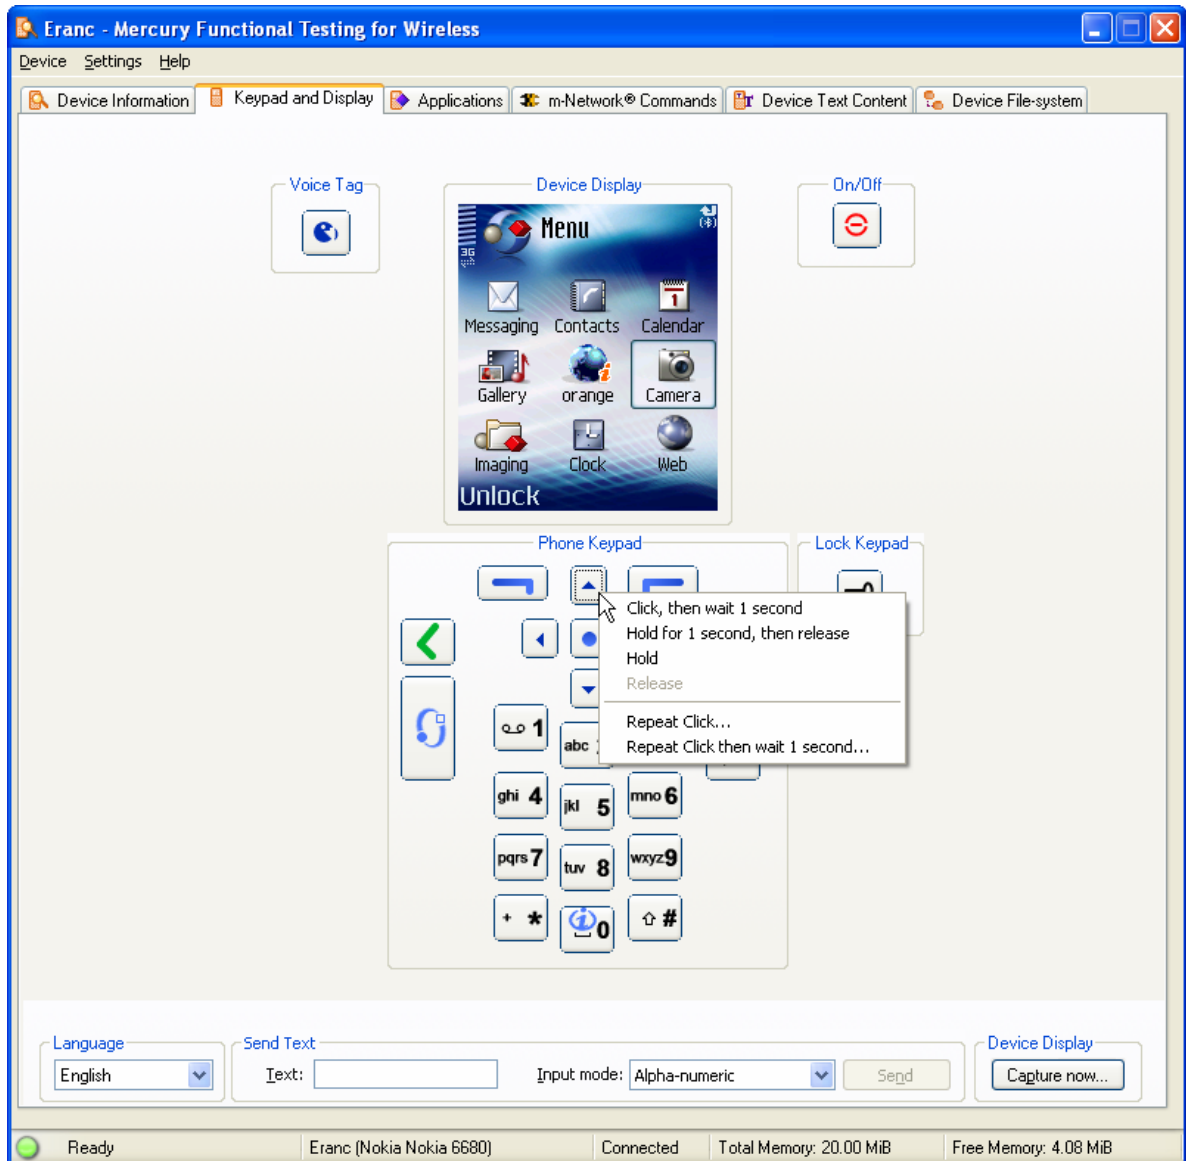 Eranc - Mercury Functional Testing for Wireless
Device Settings Help
Device Information Keypad and Display Applications m-Network® Commands Device Text Content Device File-system
Voice Tag
Device Display
On/Off
3G
Menu
Messaging Contacts Calendar
1
Gallery orange Camera
Imaging Clock Web
Unlock
Phone Keypad
Lock Keypad
Click, then wait 1 second
Hold for 1 second, then release
Hold
Release
Repeat Click...
Repeat Click then wait 1 second...
1
abc
ghi 4 jkl 5 mno 6
pqrs 7 tuv 8 wxyz 9
+ * 0 #
Language
English
Send Text
Text:
Input mode: Alpha-numeric
Send
Device Display
Capture now...
Ready Eranc (Nokia Nokia 6680) Connected Total Memory: 20.00 MiB Free Memory: 4.08 MiB